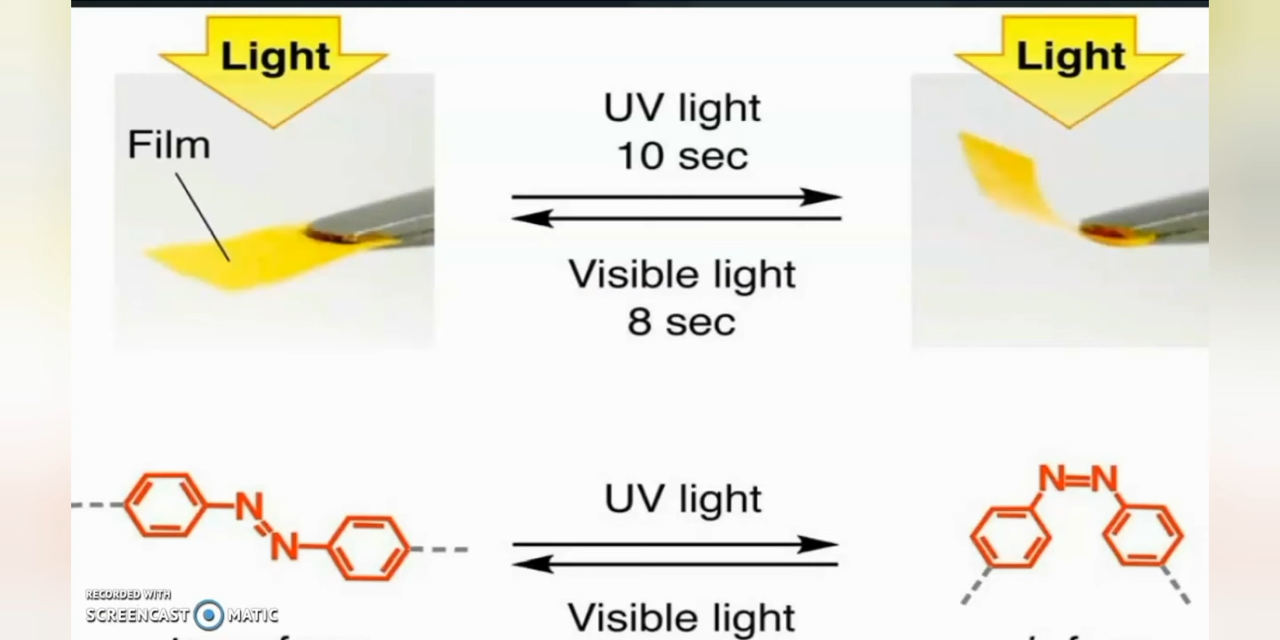 Light
Light
Film
UV light
10 sec
Visible light
8 sec
N
N
N=N
UV light
Visible light
RECORDED WITH
SCREENCAST MATIC